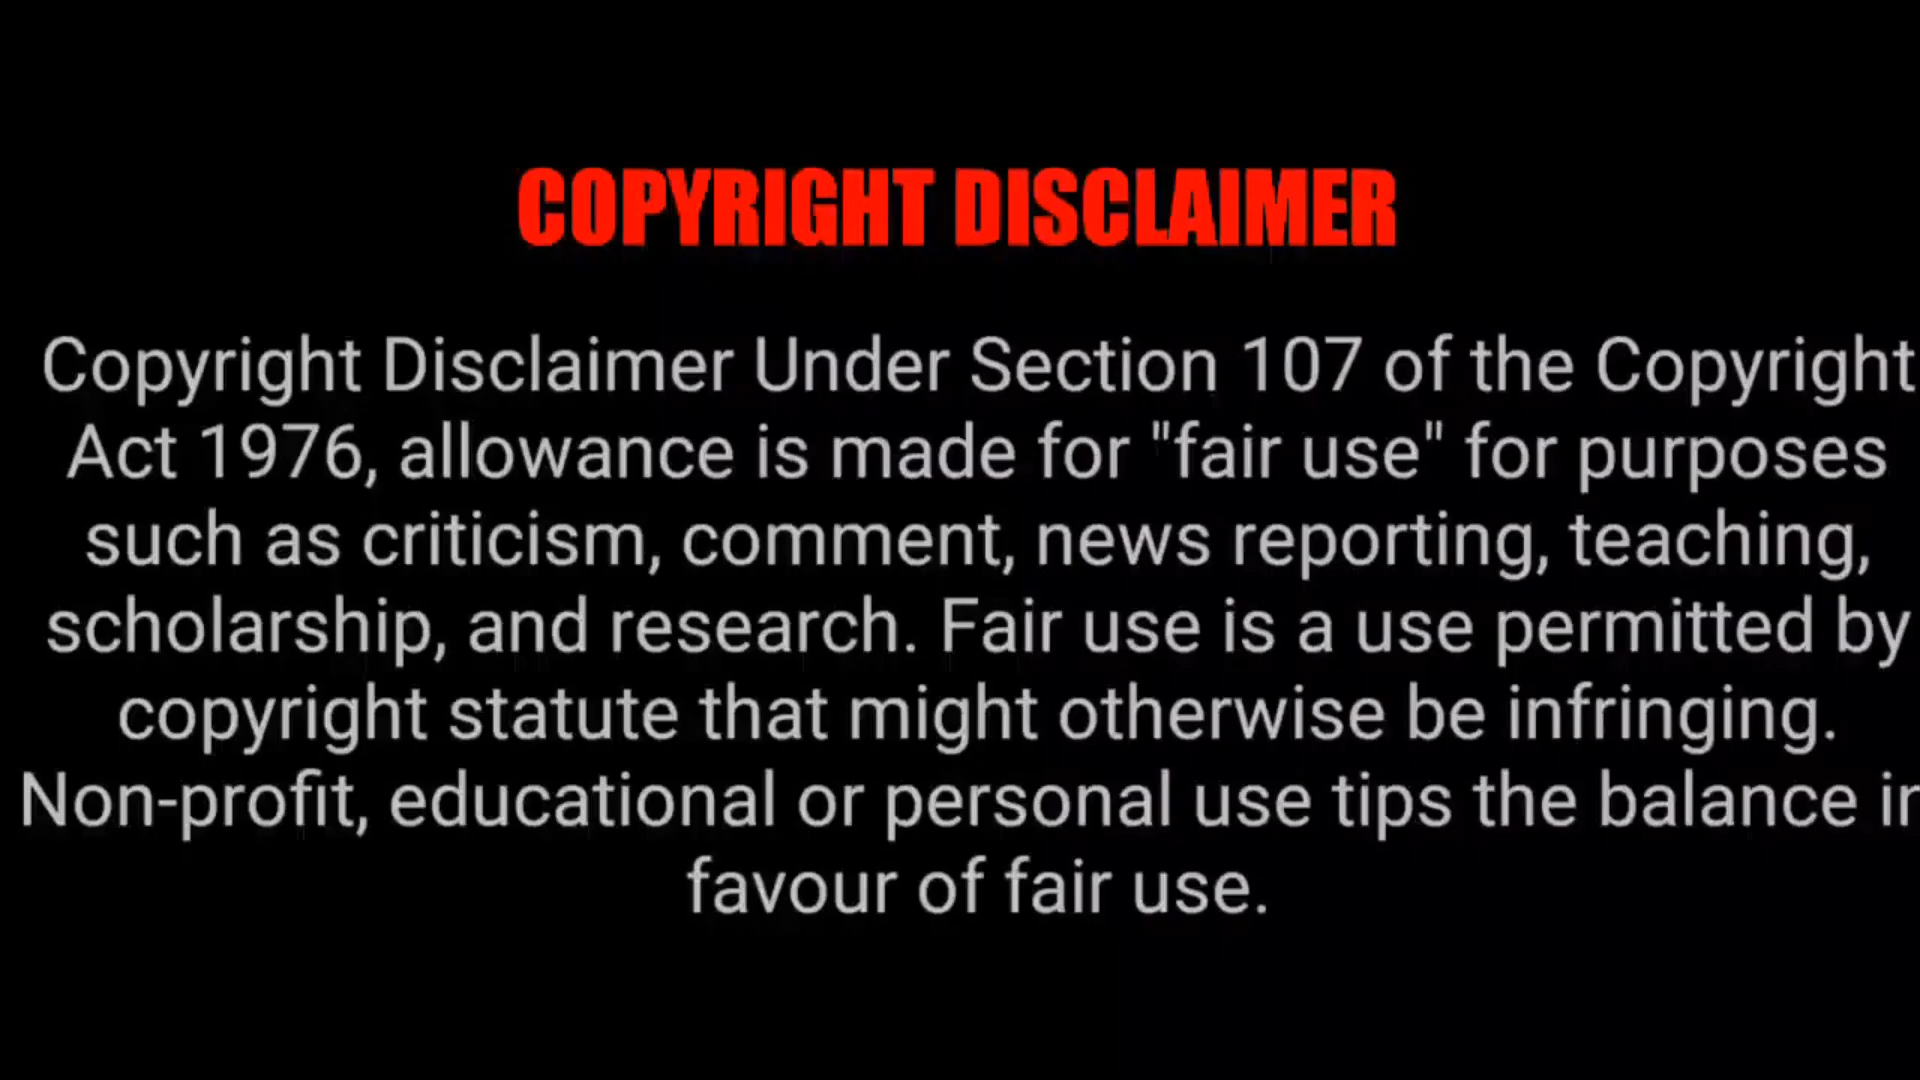 COPYRIGHT DISCLAIMER
Copyright Disclaimer Under Section 107 of the Copyright
Act 1976, allowance is made for "fair use" for purposes
such as criticism, comment, news reporting, teaching,
scholarship, and research. Fair use is a use permitted by
copyright statute that might otherwise be infringing.
Non-profit, educational or personal use tips the balance in
favour of fair use.